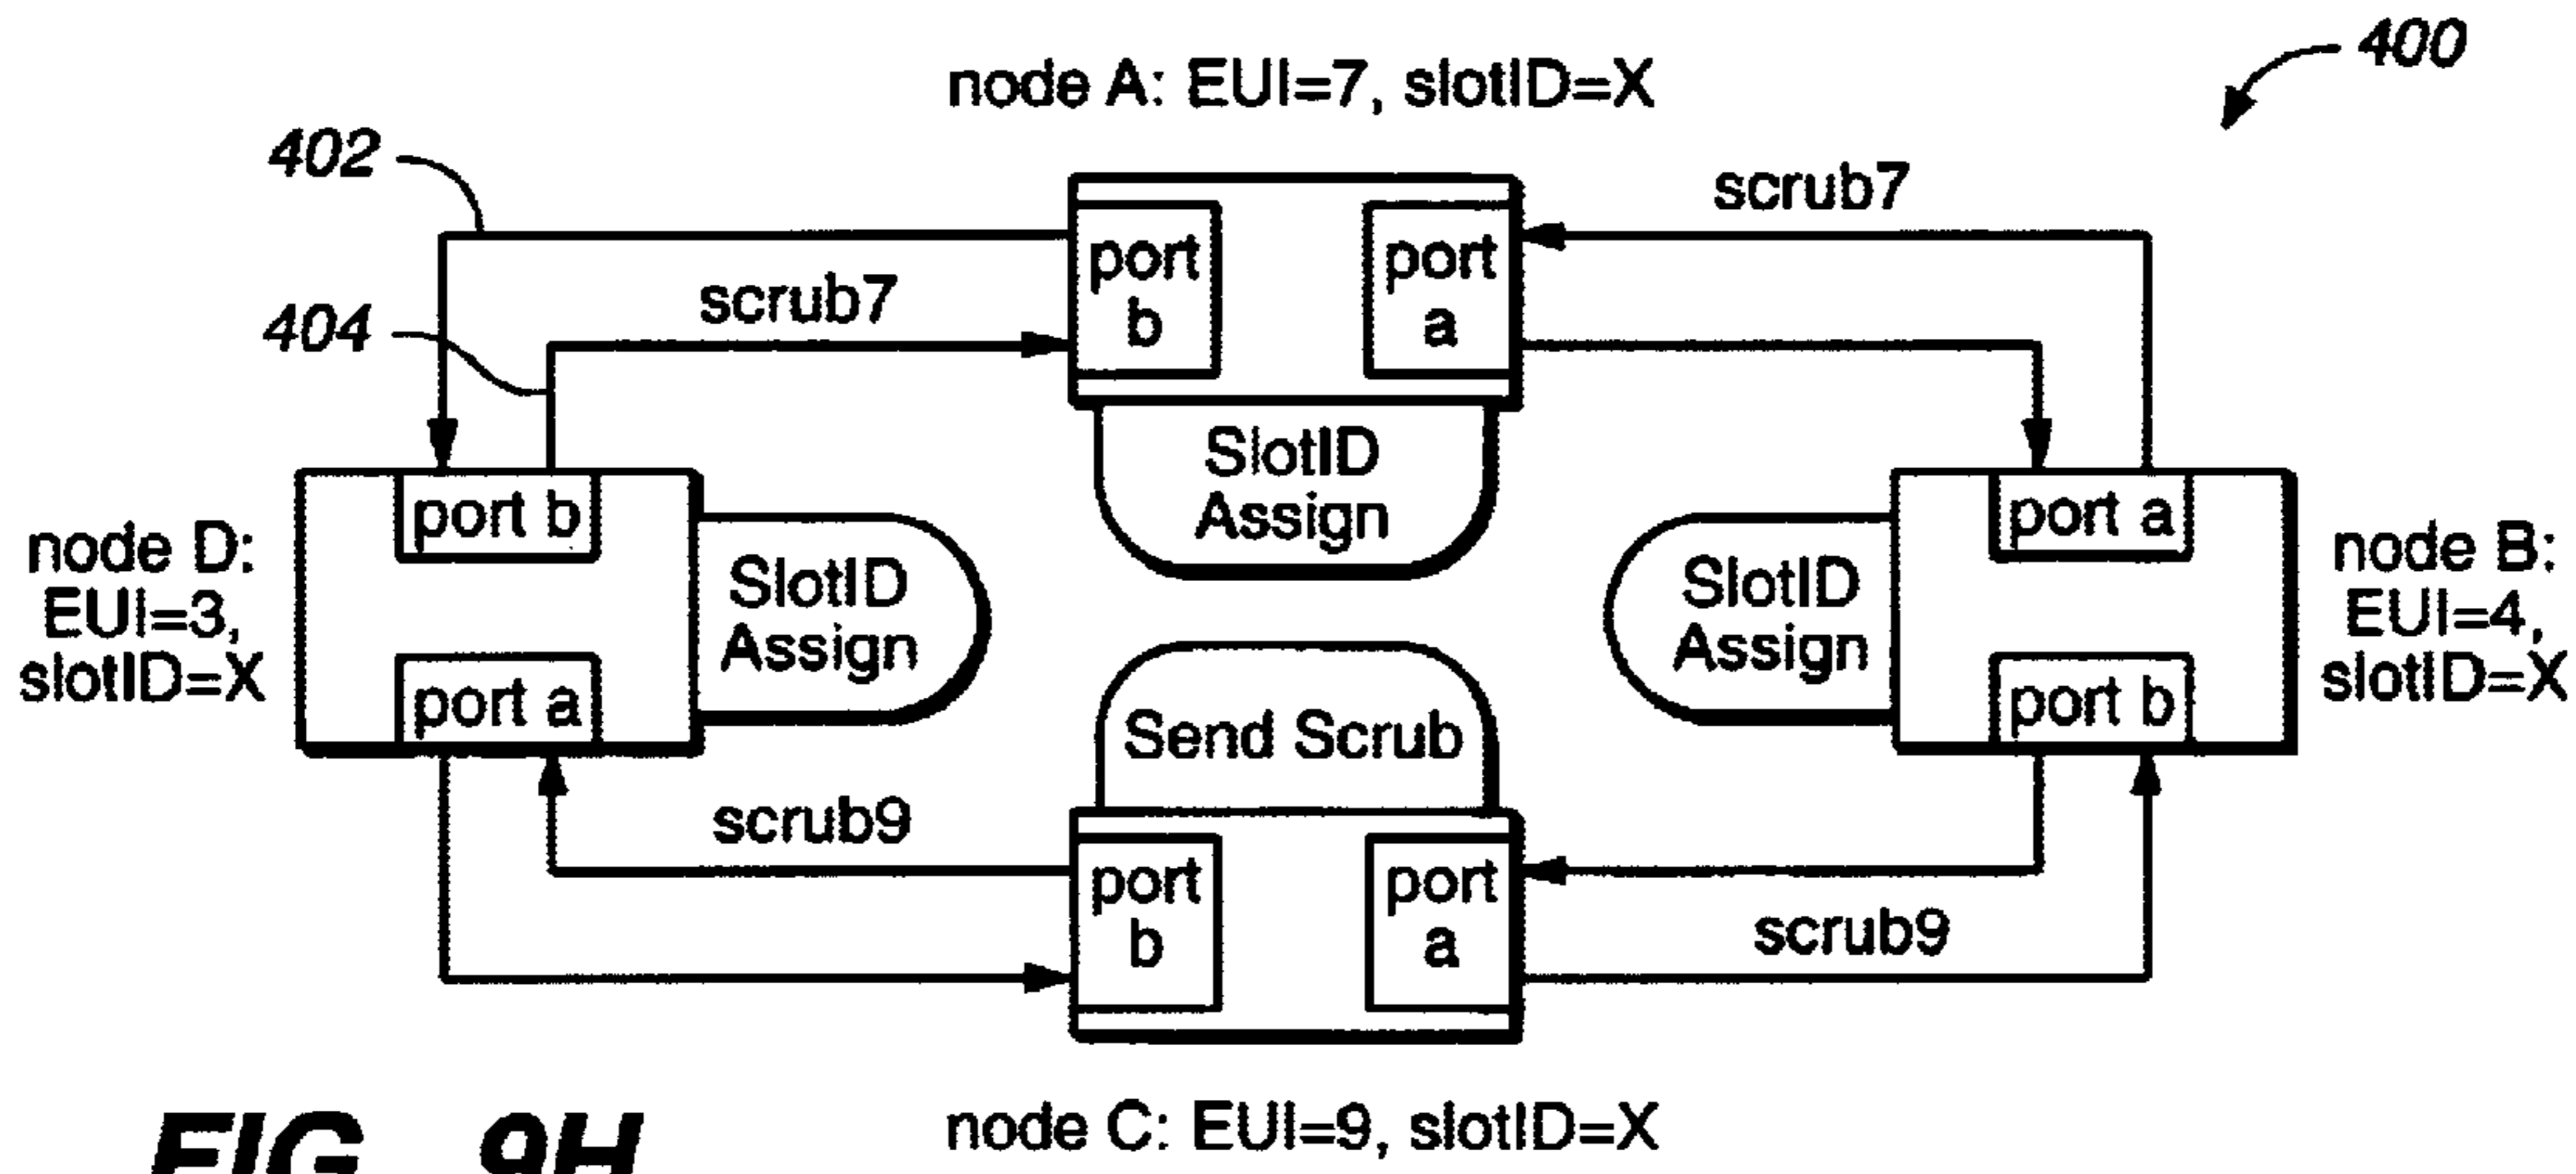 400
node A: EUI=7, slotID=X
402
scrub7
port
b
port
a
scrub7
404
SlotID
Assign
port b
port a
node D:
EUI=3,
slotID=X
SlotID
Assign
SlotID
Assign
node B:
EUI=4,
slotID=X
port a
port b
Send Scrub
scrub9
port
b
port
a
scrub9
node C: EUI=9, slotID=X
FIG. 9H